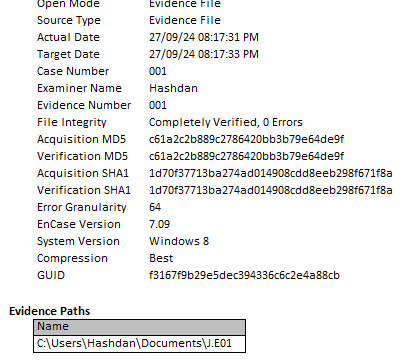 Open Mode Evidence File
Source Type Evidence File
Actual Date 27/09/24 08:17:31 PM
Target Date 27/09/24 08:17:33 PM
Case Number 001
Examiner Name Hashdan
Evidence Number 001
File Integrity Completely Verified, 0 Errors
Acquisition MD5 c61a2c2b889c2786420bb3b79e64de9f
Verification MD5 c61a2c2b889c2786420bb3b79e64de9f
Acquisition SHA1 1d70f37713ba274ad014908cdd8eeb298f671f8a
Verification SHA1 1d70f37713ba274ad014908cdd8eeb298f671f8a
Error Granularity 64
EnCase Version 7.09
System Version Windows 8
Compression Best
GUID f3167f9b29e5dec394336c6c2e4a88cb
Evidence Paths
Name
C:\Users\Hashdan\Documents\J.E01